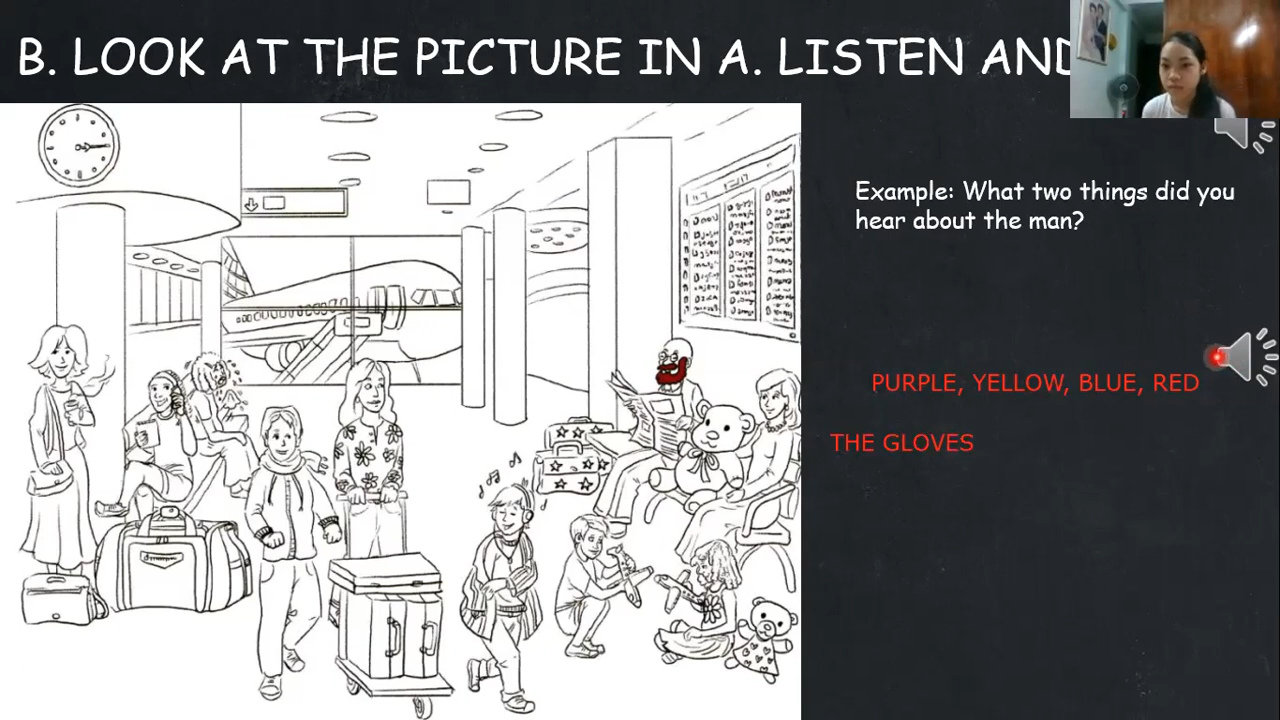 B. LOOK AT THE PICTURE IN A. LISTEN AND
Example: What two things did you
hear about the man?
PURPLE, YELLOW, BLUE, RED
THE GLOVES